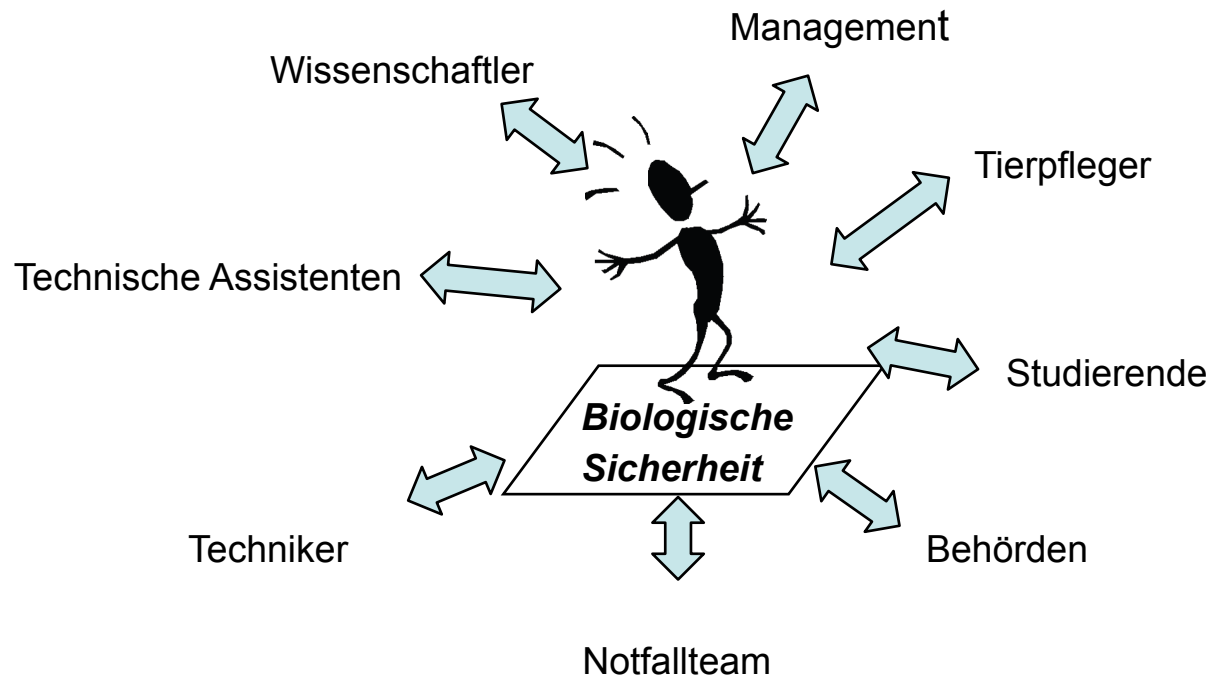 Management
Wissenschaftler
Tierpfleger
Technische Assistenten
Studierende
Biologische
Sicherheit
Techniker
Behörden
Notfallteam